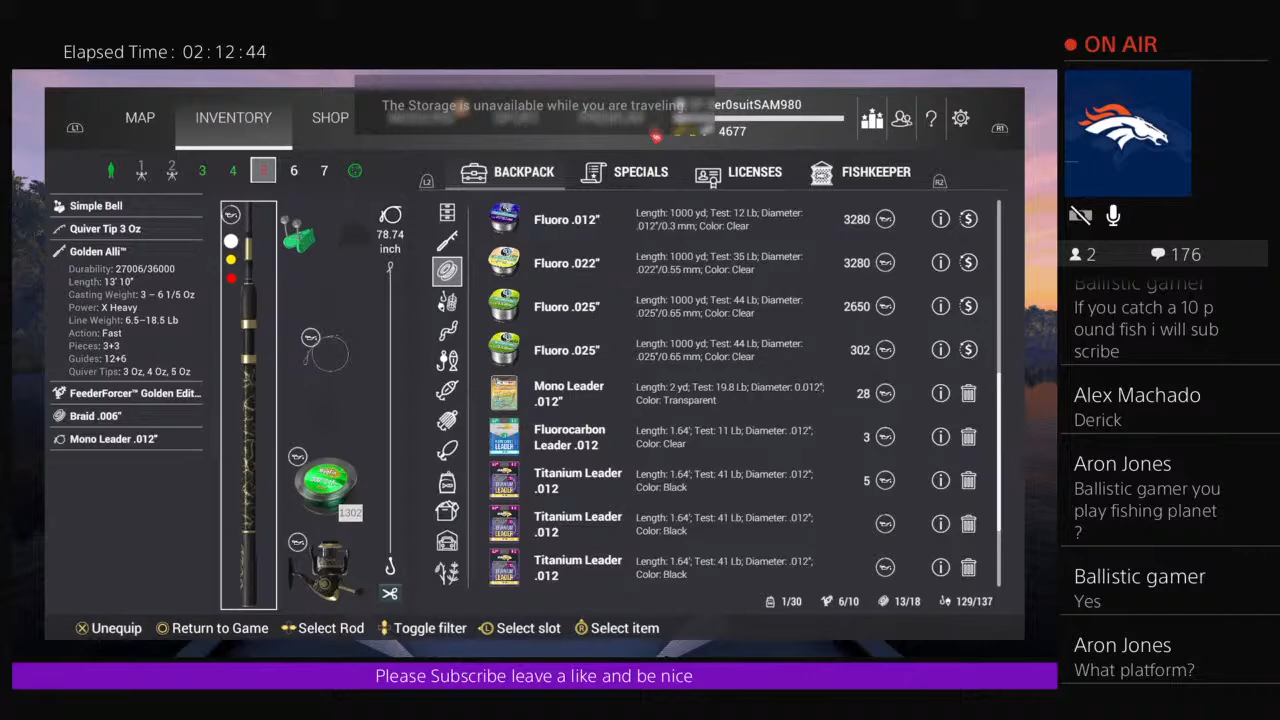 Elapsed Time: 02:12:44
ON AIR
The Storage is unavailable while you are traveling.
er0suitSAM980
4677
L1
MAP
INVENTORY
SHOP
?
R1
1
2
3
4
6
7
L2
BACKPACK
SPECIALS
LICENSES
FISHKEEPER
R2
Simple Bell
Quiver Tip 3 Oz
Golden Alli™
Durability: 27006/36000
Length: 13' 10"
Casting Weight: 3 – 6 1/5 Oz
Power: X Heavy
Line Weight: 6.5–18.5 Lb
Action: Fast
Pieces: 3+3
Guides: 12+6
Quiver Tips: 3 Oz, 4 Oz, 5 Oz
FeederForcer™ Golden Edit...
Braid .006"
Mono Leader .012"
78.74
inch
1302
Fluoro .012"
Length: 1000 yd; Test: 12 Lb; Diameter:
.012"/0.3 mm; Color: Clear
3280
Fluoro .022"
Length: 1000 yd; Test: 35 Lb; Diameter:
.022"/0.55 mm; Color: Clear
3280
Fluoro .025"
Length: 1000 yd; Test: 44 Lb; Diameter:
.025"/0.65 mm; Color: Clear
2650
Fluoro .025"
Length: 1000 yd; Test: 44 Lb; Diameter:
.025"/0.65 mm; Color: Clear
302
Mono Leader
.012"
Length: 2 yd; Test: 19.8 Lb; Diameter: 0.012";
Color: Transparent
28
Fluorocarbon
Leader .012
Length: 1.64'; Test: 11 Lb; Diameter: .012";
Color: Clear
3
Titanium Leader
.012
Length: 1.64'; Test: 41 Lb; Diameter: .012";
Color: Black
5
Titanium Leader
.012
Length: 1.64'; Test: 41 Lb; Diameter: .012";
Color: Black
Titanium Leader
.012
Length: 1.64'; Test: 41 Lb; Diameter: .012";
Color: Black
1/30
6/10
13/18
129/137
Unequip
Return to Game
Select Rod
Toggle filter
Select slot
Select item
Please Subscribe leave a like and be nice
2
176
Ballistic gamer
If you catch a 10 p
ound fish i will sub
scribe
Alex Machado
Derick
Aron Jones
Ballistic gamer you
play fishing planet
?
Ballistic gamer
Yes
Aron Jones
What platform?